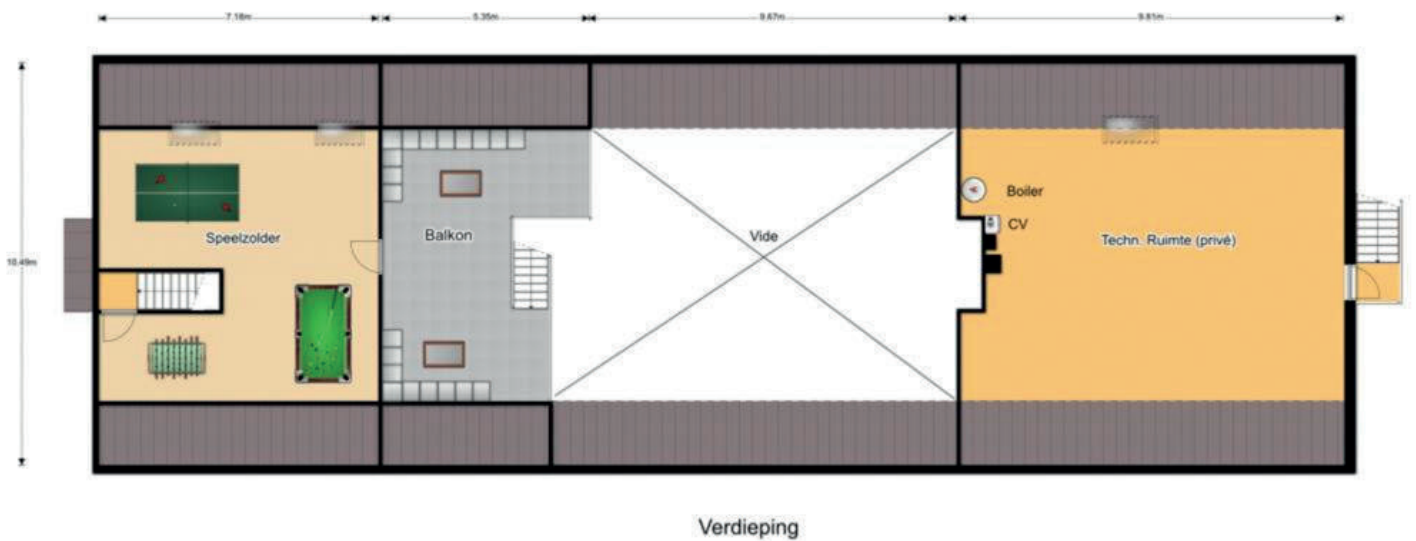 7.16m 5.35m 9.67m 9.81m
10.49m
Speelzolder
Balkon
Vide
Boiler
CV
Techn. Ruimte (privé)
Verdieping